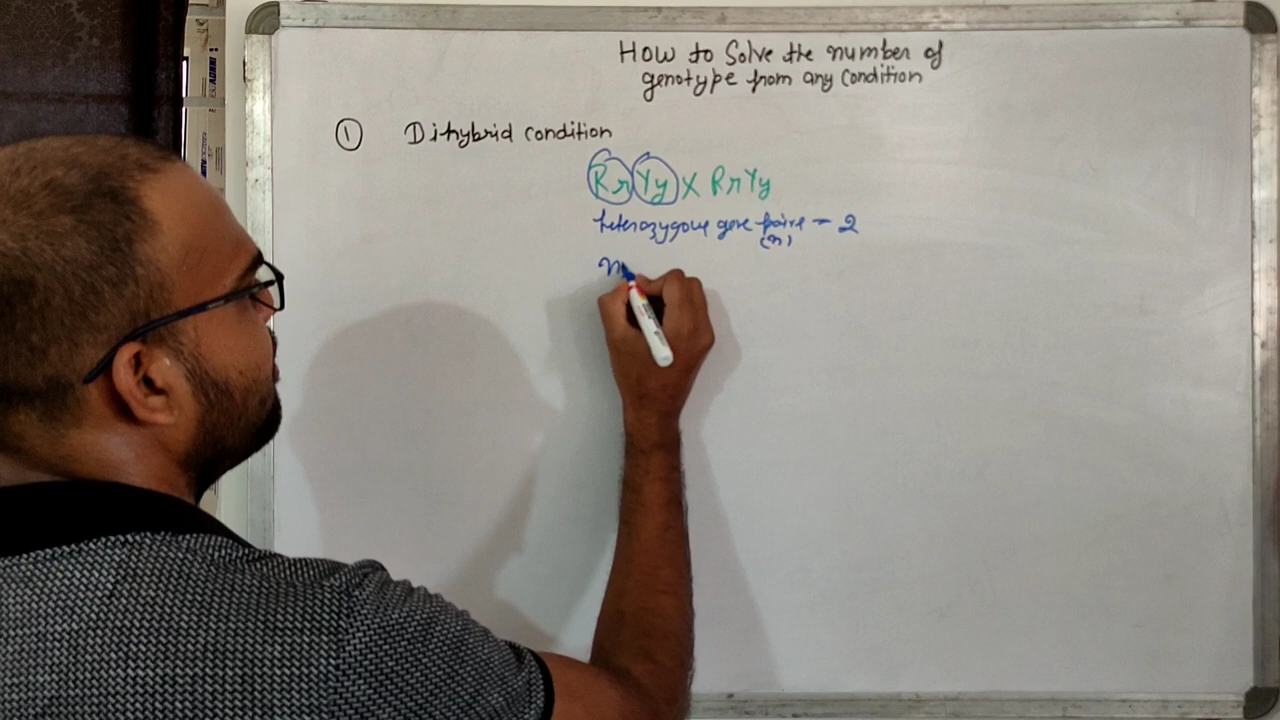 How to Solve the number of
genotype from any condition
① Dihybrid condition
RrYy X RrYy
heterozygous gene pairs = 2
(n)
n